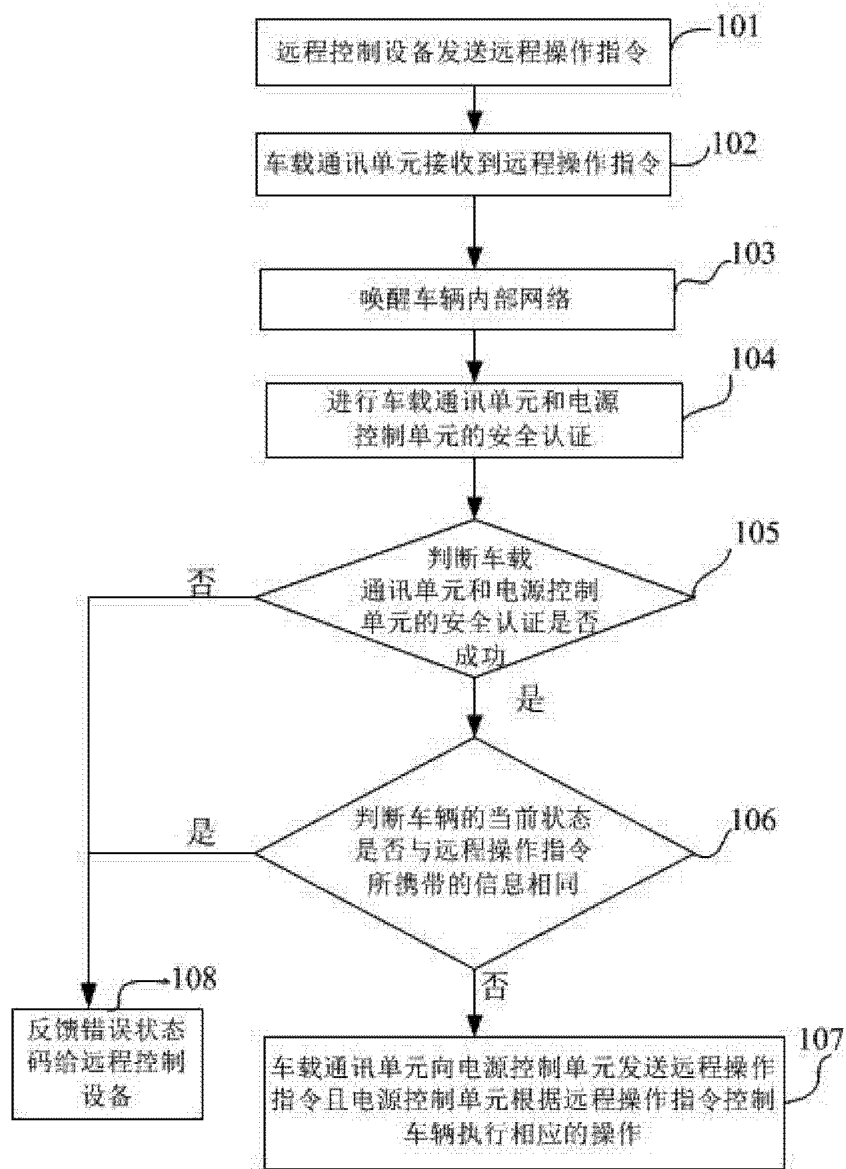 远程控制设备发送远程操作指令
101
车载通讯单元接收到远程操作指令
102
唤醒车辆内部网络
103
进行车载通讯单元和电源
控制单元的安全认证
104
判断车载
通讯单元和电源控制
单元的安全认证是否
成功
105
否
是
判断车辆的当前状态
是否与远程操作指令
所携带的信息相同
106
是
否
108
反馈错误状态
码给远程控制
设备
车载通讯单元向电源控制单元发送远程操作
指令且电源控制单元根据远程操作指令控制
车辆执行相应的操作
107